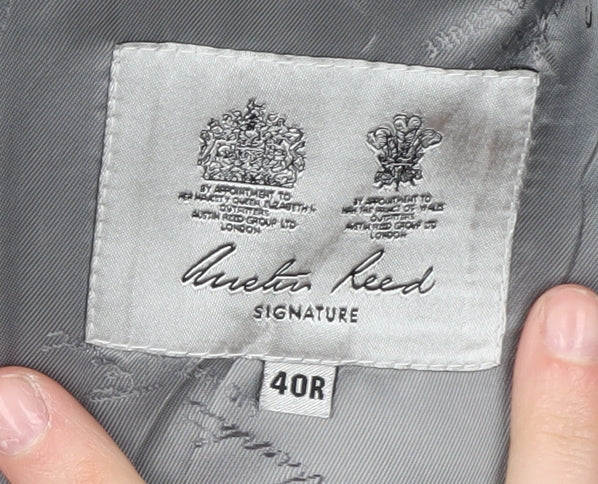 BY APPOINTMENT TO
HER MAJESTY QUEEN ELIZABETH II
OUTFITTERS
AUSTIN REED GROUP LTD
LONDON
BY APPOINTMENT TO
HRH THE PRINCE OF WALES
OUTFITTERS
AUSTIN REED GROUP LTD
LONDON
Austin Reed
SIGNATURE
40R